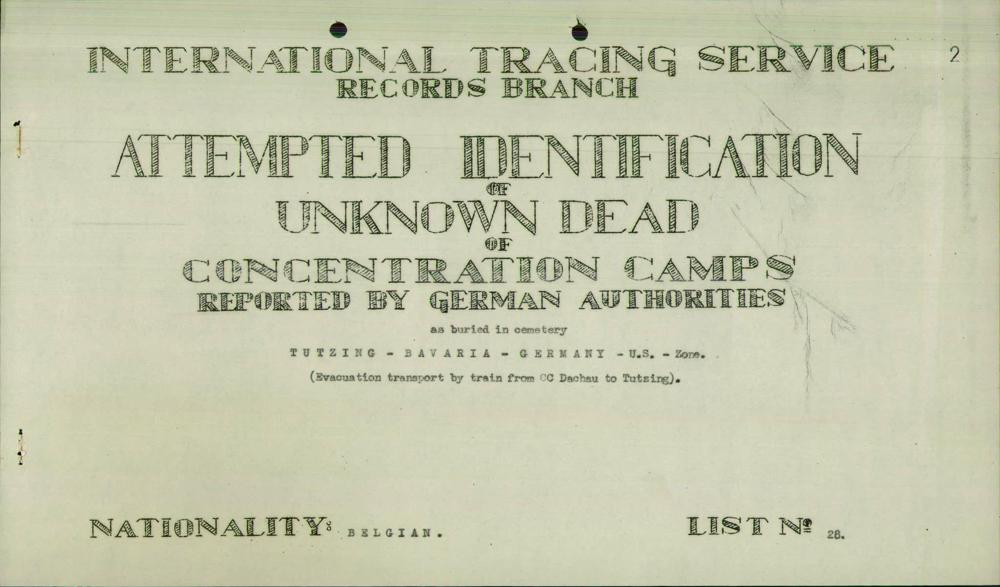 2
INTERNATIONAL TRACING SERVICE
RECORDS BRANCH
ATTEMPTED IDENTIFICATION
OF
UNKNOWN DEAD
OF
CONCENTRATION CAMPS
REPORTED BY GERMAN AUTHORITIES
as buried in cemetery
TUTZING - BAVARIA - GERMANY - U.S. - Zone.
(Evacuation transport by train from CC Dachau to Tutzing).
NATIONALITY: BELGIAN. LIST Nº 28.